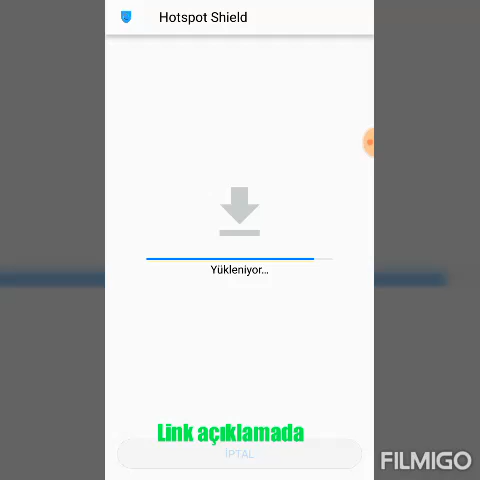 Hotspot Shield
Yükleniyor...
Link açıklamada
İPTAL
FILMIGO